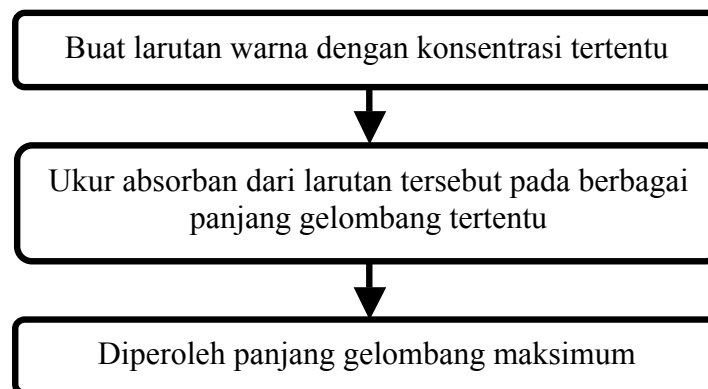 Buat larutan warna dengan konsentrasi tertentu
Ukur absorban dari larutan tersebut pada berbagai
panjang gelombang tertentu
Diperoleh panjang gelombang maksimum